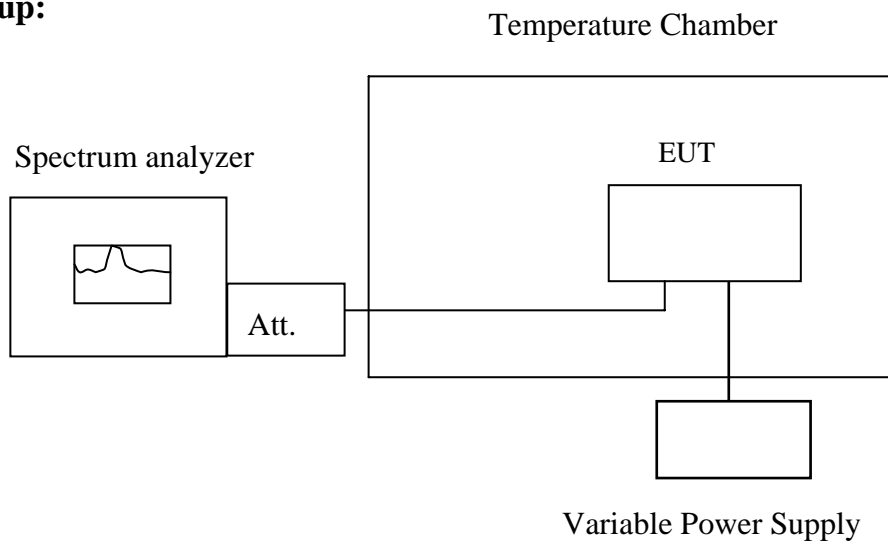 up:
Temperature Chamber
Spectrum analyzer
EUT
Att.
Variable Power Supply